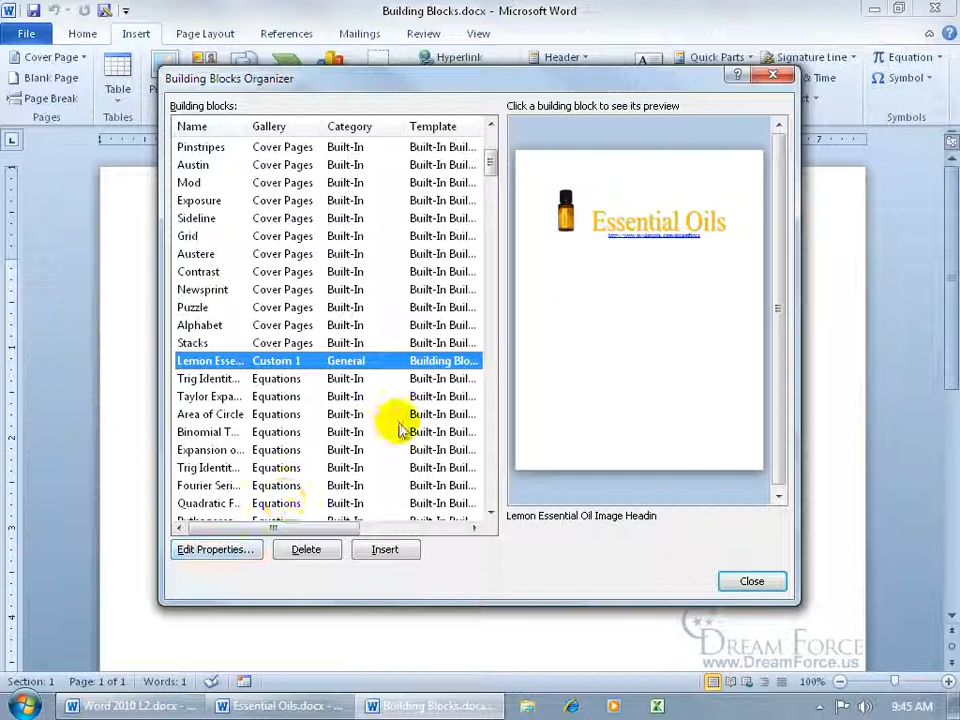 Building Blocks.docx - Microsoft Word
File Home Insert Page Layout References Mailings Review View
Cover Page
Blank Page
Page Break
Pages
Table
Tables
Hyperlink
Header
Quick Parts
Signature Line
& Time
Equation
Symbol
Symbols
Building Blocks Organizer
Building blocks:
Click a building block to see its preview
Name Gallery Category Template
Pinstripes Cover Pages Built-In Built-In Buil...
Austin Cover Pages Built-In Built-In Buil...
Mod Cover Pages Built-In Built-In Buil...
Exposure Cover Pages Built-In Built-In Buil...
Sideline Cover Pages Built-In Built-In Buil...
Grid Cover Pages Built-In Built-In Buil...
Austere Cover Pages Built-In Built-In Buil...
Contrast Cover Pages Built-In Built-In Buil...
Newsprint Cover Pages Built-In Built-In Buil...
Puzzle Cover Pages Built-In Built-In Buil...
Alphabet Cover Pages Built-In Built-In Buil...
Stacks Cover Pages Built-In Built-In Buil...
Lemon Esse... Custom 1 General Building Blo...
Trig Identit... Equations Built-In Built-In Buil...
Taylor Expa... Equations Built-In Built-In Buil...
Area of Circle Equations Built-In Built-In Buil...
Binomial T... Equations Built-In Built-In Buil...
Expansion o... Equations Built-In Built-In Buil...
Trig Identit... Equations Built-In Built-In Buil...
Fourier Seri... Equations Built-In Built-In Buil...
Quadratic F... Equations Built-In Built-In Buil...
Essential Oils
Lemon Essential Oil Image Headin
Edit Properties... Delete Insert
Close
DREAM FORCE
www.DreamForce.us
Section: 1 Page: 1 of 1 Words: 1 100%
Word 2010 L2.docx - ... Essential Oils.docx - ... Building Blocks.docx... 9:45 AM